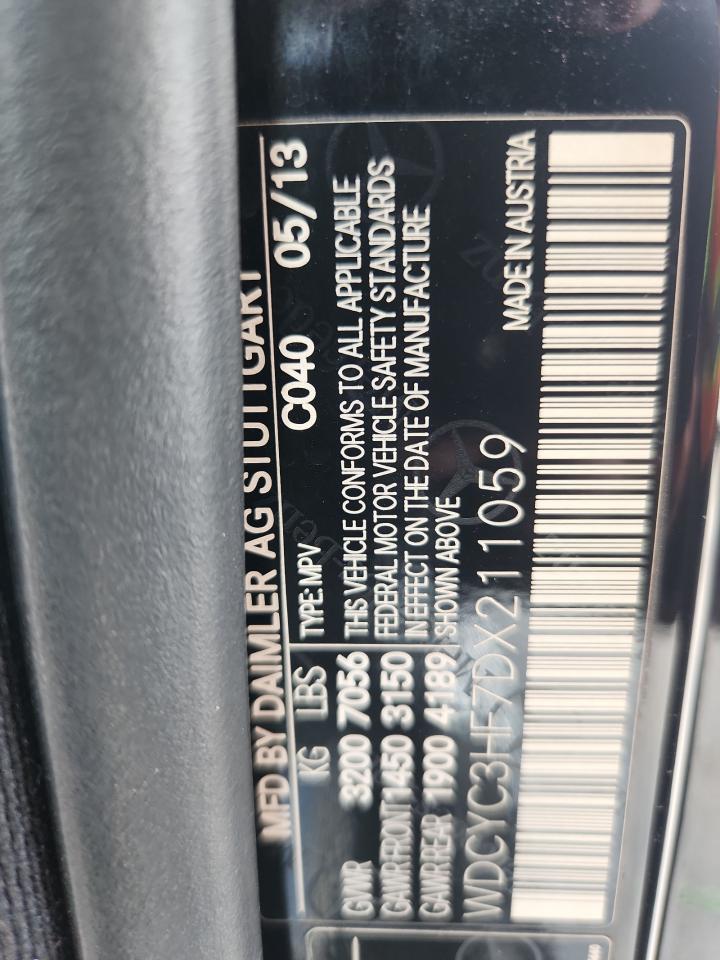 MFD BY DAIMLER AG STUTTGART
KG LBS TYPE:MPV C040 05/13
GWR 3200 7056 THIS VEHICLE CONFORMS TO ALL APPLICABLE
GAWR FRONT 1450 3150 FEDERAL MOTOR VEHICLE SAFETY STANDARDS
GAWR REAR 1900 4189 IN EFFECT ON THE DATE OF MANUFACTURE
SHOWN ABOVE
WDCYC3HF7DX211059 MADE IN AUSTRIA